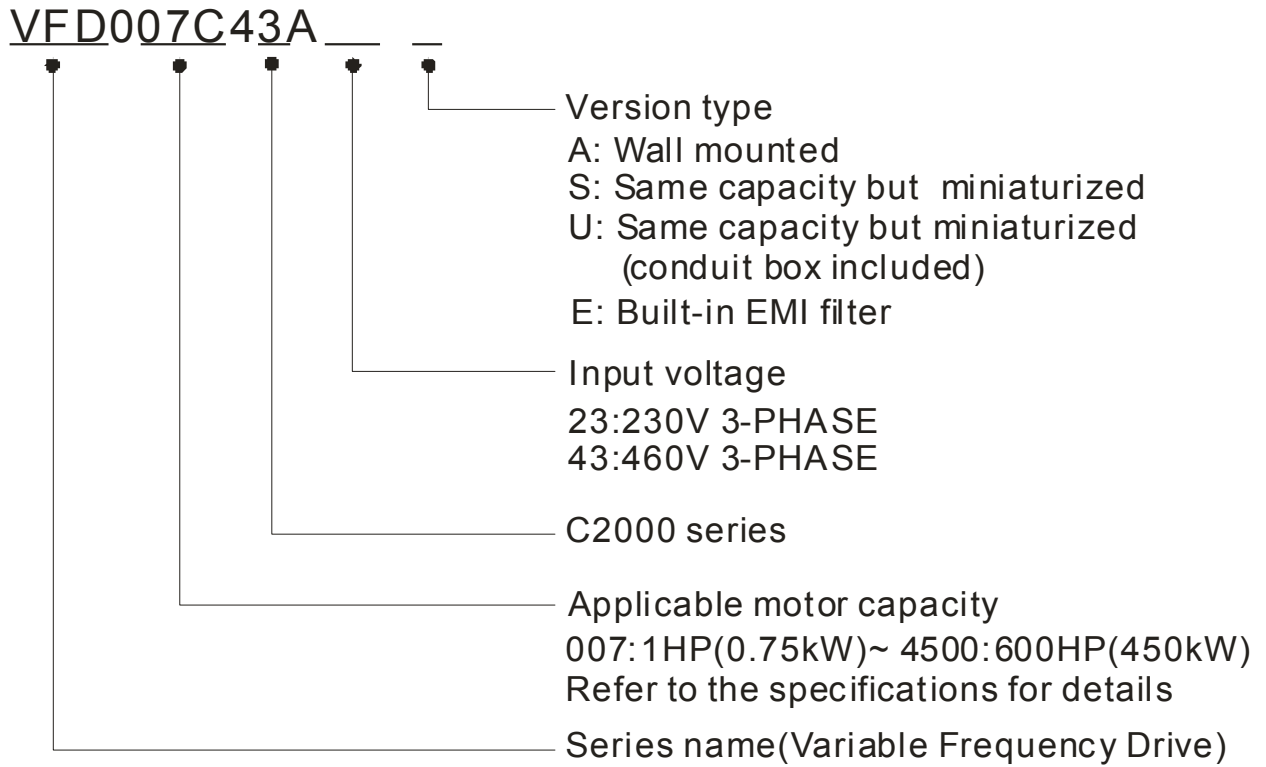 VFD007C43A
Version type
A: Wall mounted
S: Same capacity but miniaturized
U: Same capacity but miniaturized
(conduit box included)
E: Built-in EMI filter
Input voltage
23:230V 3-PHASE
43:460V 3-PHASE
C2000 series
Applicable motor capacity
007:1HP(0.75kW)~ 4500:600HP(450kW)
Refer to the specifications for details
Series name(Variable Frequency Drive)